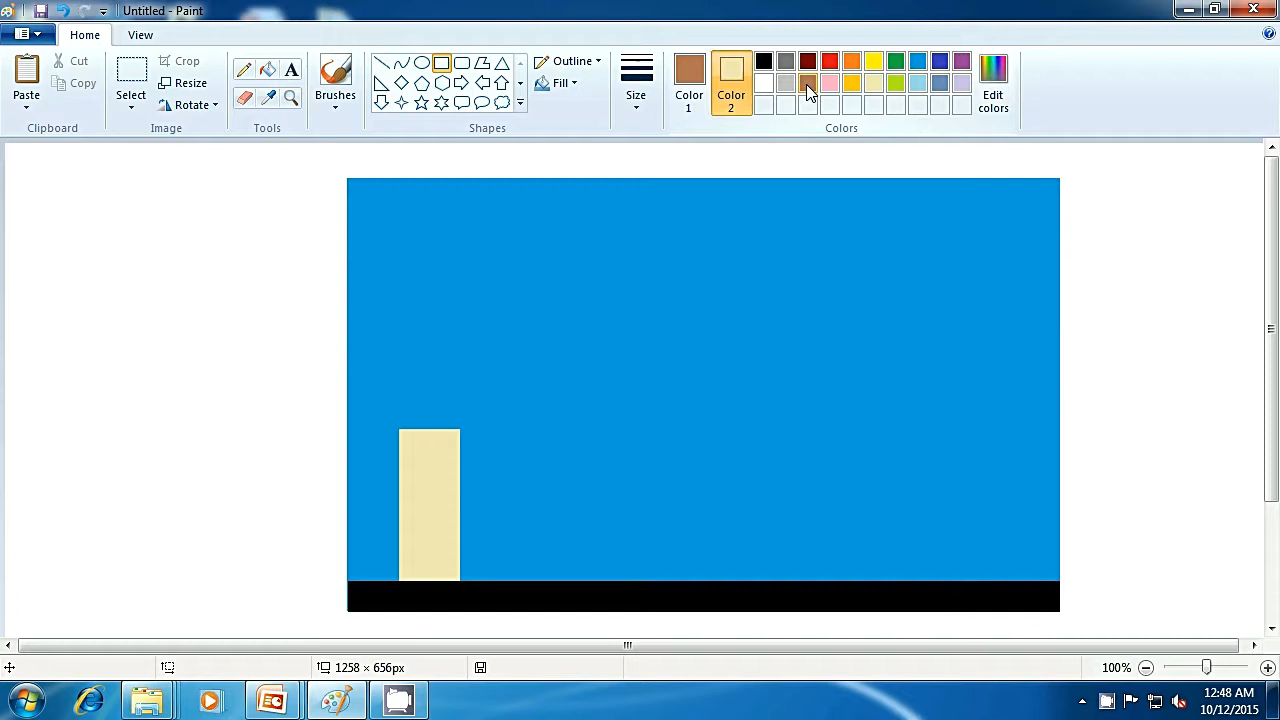 Untitled - Paint
Home View
Paste
Cut
Copy
Clipboard
Select
Crop
Resize
Rotate
Image
A
Tools
Brushes
Outline
Fill
Shapes
Size
Color 1
Color 2
Edit colors
Colors
1258 × 656px
100%
12:48 AM
10/12/2015